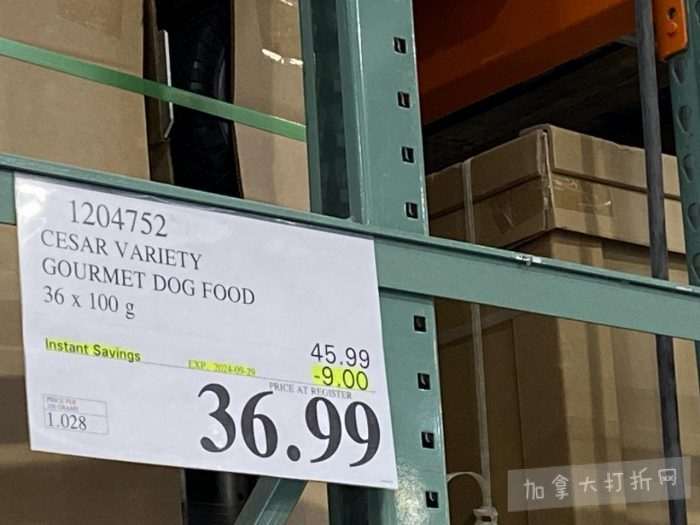 1204752
CESAR VARIETY
GOURMET DOG FOOD
36 x 100 g
45.99
Instant Savings EXP. 2024-09-29 -9.00
PRICE AT REGISTER
36.99
PRICE PER
100 GRAMS
1.028
加拿大打折网